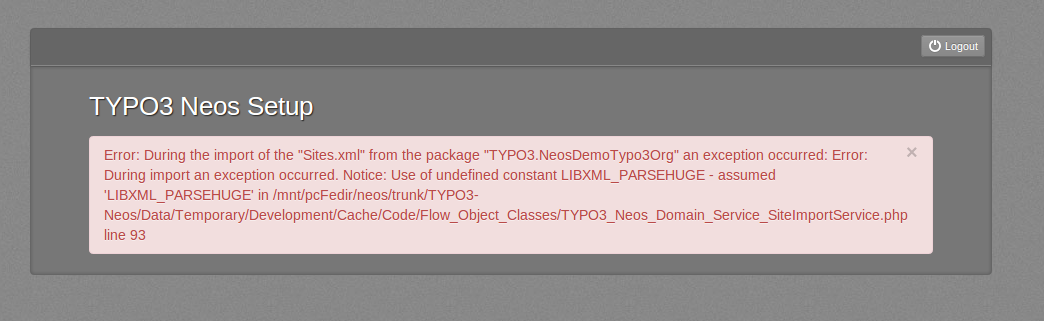 Logout
TYPO3 Neos Setup
Error: During the import of the "Sites.xml" from the package "TYPO3.NeosDemoTypo3Org" an exception occurred: Error:
During import an exception occurred. Notice: Use of undefined constant LIBXML_PARSEHUGE - assumed
'LIBXML_PARSEHUGE' in /mnt/pcFedir/neos/trunk/TYPO3-
Neos/Data/Temporary/Development/Cache/Code/Flow_Object_Classes/TYPO3_Neos_Domain_Service_SiteImportService.php
line 93